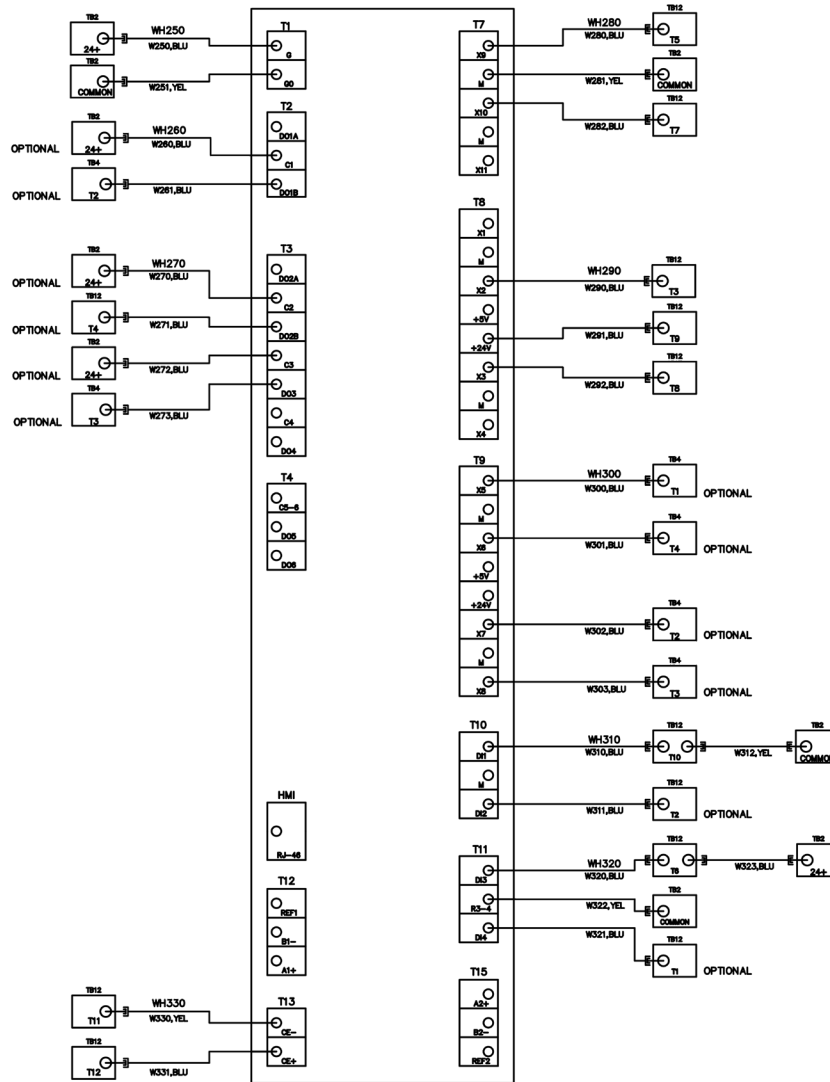 TB2
24+
WH250
W250,BLU
T1
G
TB2
COMMON
W251,YEL
G0
T2
DO1A
OPTIONAL
TB2
24+
WH260
W260,BLU
C1
OPTIONAL
TB4
T2
W261,BLU
DO1B
T3
DO2A
OPTIONAL
TB2
24+
WH270
W270,BLU
C2
OPTIONAL
TB12
T4
W271,BLU
DO2B
OPTIONAL
TB2
24+
W272,BLU
C3
OPTIONAL
TB4
T3
W273,BLU
DO3
C4
DO4
T4
C5-6
DO5
DO6
HMI
RJ-45
T12
REF1
B1-
A1+
T13
TB12
T11
WH330
W330,YEL
CE-
TB12
T12
W331,BLU
CE+
T7
X9
WH280
W280,BLU
TB12
T5
M
W281,YEL
TB2
COMMON
X10
W282,BLU
TB12
T7
M
X11
T8
X1
M
X2
WH290
W290,BLU
TB12
T3
+5V
+24V
W291,BLU
TB12
T9
X3
W292,BLU
TB12
T8
M
X4
T9
X5
WH300
W300,BLU
TB4
T1
OPTIONAL
M
X6
W301,BLU
TB4
T4
OPTIONAL
+5V
+24V
X7
W302,BLU
TB4
T2
OPTIONAL
M
X8
W303,BLU
TB4
T3
OPTIONAL
T10
DI1
WH310
W310,BLU
TB12
T10
W312,YEL
TB2
COMMON
M
DI2
W311,BLU
TB12
T2
OPTIONAL
T11
DI3
WH320
W320,BLU
TB12
T6
W323,BLU
TB2
24+
R3-4
W322,YEL
TB2
COMMON
DI4
W321,BLU
TB12
T1
OPTIONAL
T15
A2+
B2-
REF2